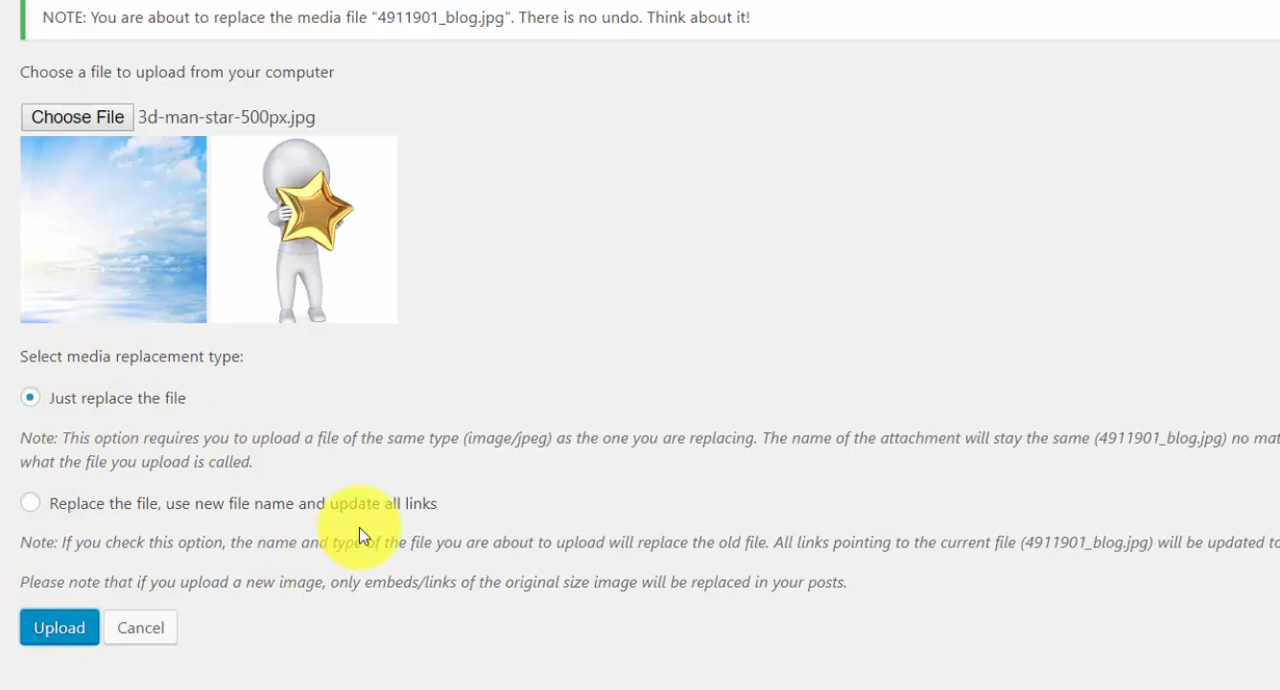 NOTE: You are about to replace the media file "4911901_blog.jpg". There is no undo. Think about it!
Choose a file to upload from your computer
Choose File 3d-man-star-500px.jpg
Select media replacement type:
Just replace the file
Note: This option requires you to upload a file of the same type (image/jpeg) as the one you are replacing. The name of the attachment will stay the same (4911901_blog.jpg) no
what the file you upload is called.
Replace the file, use new file name and update all links
Note: If you check this option, the name and type of the file you are about to upload will replace the old file. All links pointing to the current file (4911901_blog.jpg) will be updated
Please note that if you upload a new image, only embeds/links of the original size image will be replaced in your posts.
Upload Cancel